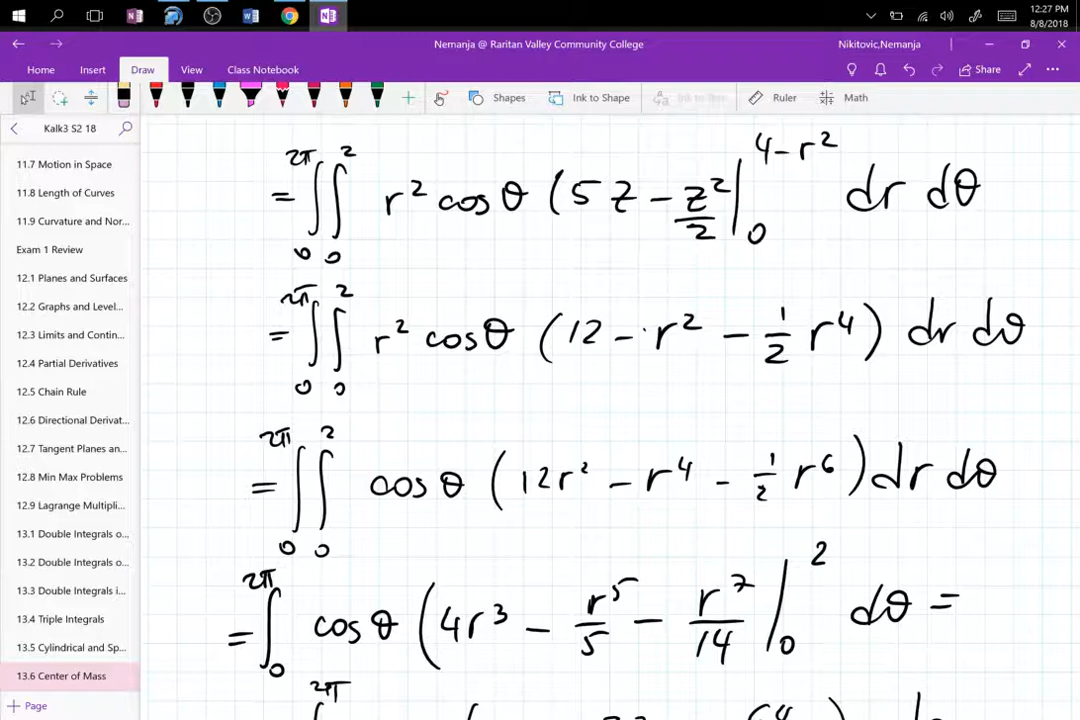 12:27 PM
8/8/2018
Nemanja @ Raritan Valley Community College
Nikitovic,Nemanja
Home Insert Draw View Class Notebook Share
Shapes Ink to Shape Ruler Math
Kalk3 S2 18
11.7 Motion in Space
11.8 Length of Curves
11.9 Curvature and Nor...
Exam 1 Review
12.1 Planes and Surfaces
12.2 Graphs and Level...
12.3 Limits and Contin...
12.4 Partial Derivatives
12.5 Chain Rule
12.6 Directional Derivat...
12.7 Tangent Planes an...
12.8 Min Max Problems
12.9 Lagrange Multipli...
13.1 Double Integrals o...
13.2 Double Integrals o...
13.3 Double Integrals i...
13.4 Triple Integrals
13.5 Cylindrical and Sp...
13.6 Center of Mass
+ Page
= ∫₀^2π ∫₀^2 r² cosθ (5z − z²/2 |₀^4−r² dr dθ
= ∫₀^2π ∫₀^2 r² cosθ (12 − r² − 1/2 r⁴) dr dθ
= ∫₀^2π ∫₀^2 cosθ (12r² − r⁴ − 1/2 r⁶) dr dθ
= ∫₀^2π cosθ (4r³ − r⁵/5 − r⁷/14 |₀^2 dθ =
2π